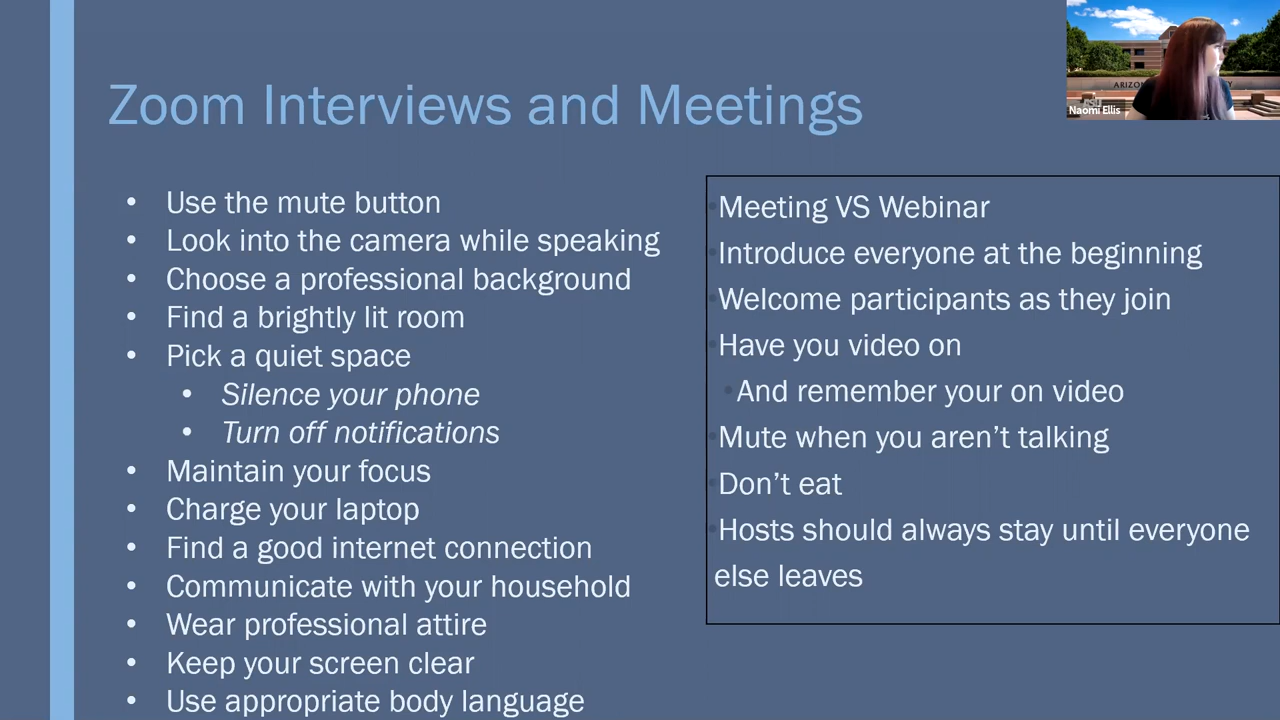 Zoom Interviews and Meetings
• Use the mute button
• Look into the camera while speaking
• Choose a professional background
• Find a brightly lit room
• Pick a quiet space
• Silence your phone
• Turn off notifications
• Maintain your focus
• Charge your laptop
• Find a good internet connection
• Communicate with your household
• Wear professional attire
• Keep your screen clear
• Use appropriate body language
• Meeting VS Webinar
• Introduce everyone at the beginning
• Welcome participants as they join
• Have you video on
• And remember your on video
• Mute when you aren’t talking
• Don’t eat
• Hosts should always stay until everyone
else leaves
Naomi Ellis